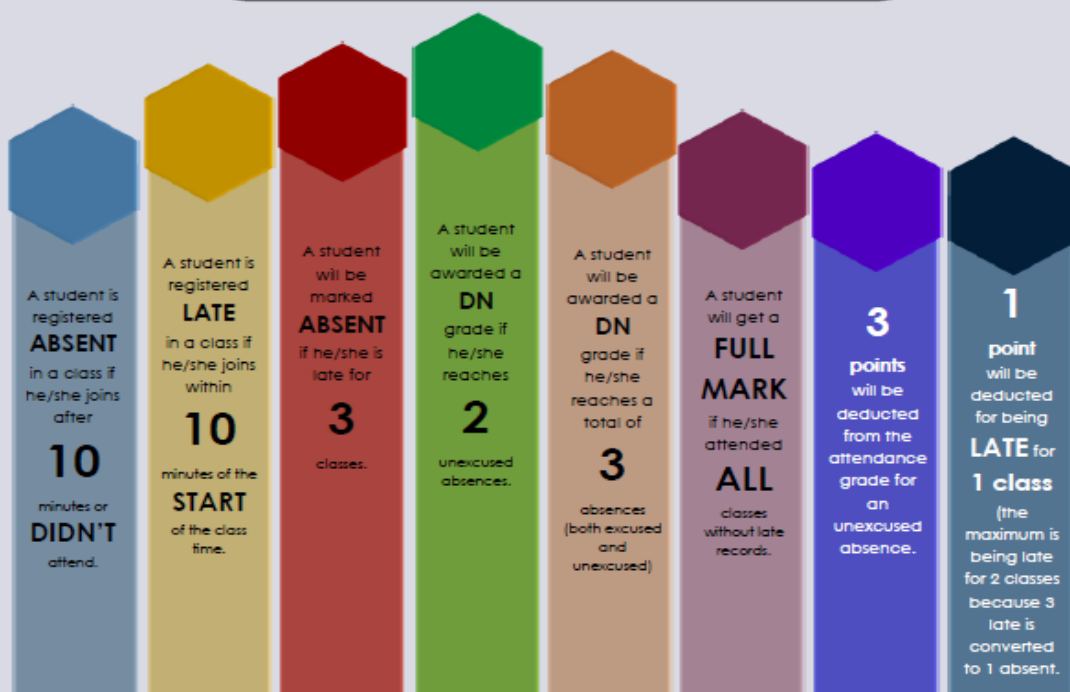 A student is
registered
ABSENT
in a class if
he/she joins
after
10
minutes or
DIDN'T
attend.
A student is
registered
LATE
in a class if
he/she joins
within
10
minutes of the
START
of the class
time.
A student
will be
marked
ABSENT
if he/she is
late for
3
classes.
A student
will be
awarded a
DN
grade if
he/she
reaches
2
unexcused
absences.
A student
will be
awarded a
DN
grade if
he/she
reaches a
total of
3
absences
(both excused
and
unexcused)
A student
will get a
FULL
MARK
if he/she
attended
ALL
classes
without late
records.
3
points
will be
deducted
from the
attendance
grade for
an
unexcused
absence.
1
point
will be
deducted
for being
LATE for
1 class
(the
maximum is
being late
for 2 classes
because 3
late is
converted
to 1 absent.